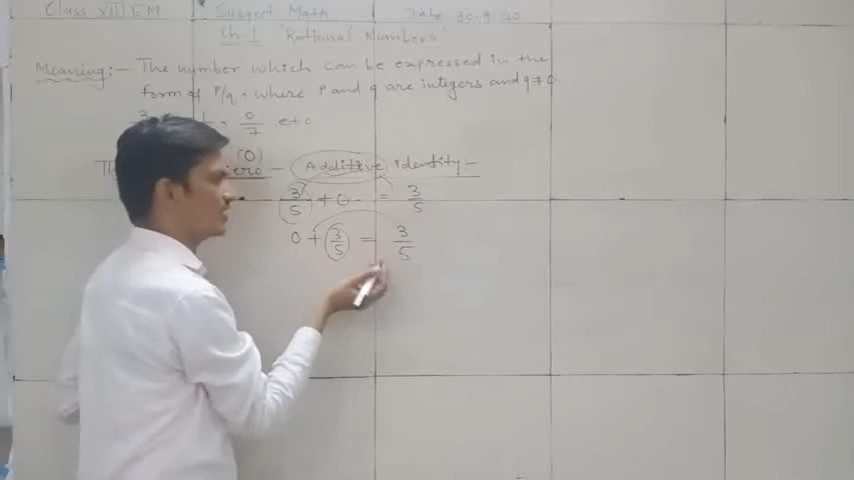 Class VIII EM Subject Math Date 30.9.20
Ch-1 "Rational Numbers"
Meaning:- The number which can be expressed in the
form of P/q, where P and q are integers and q≠0
0/7 etc
(0)
zero - Additive identity-
3/5 + 0 = 3/5
0 + 3/5 = 3/5